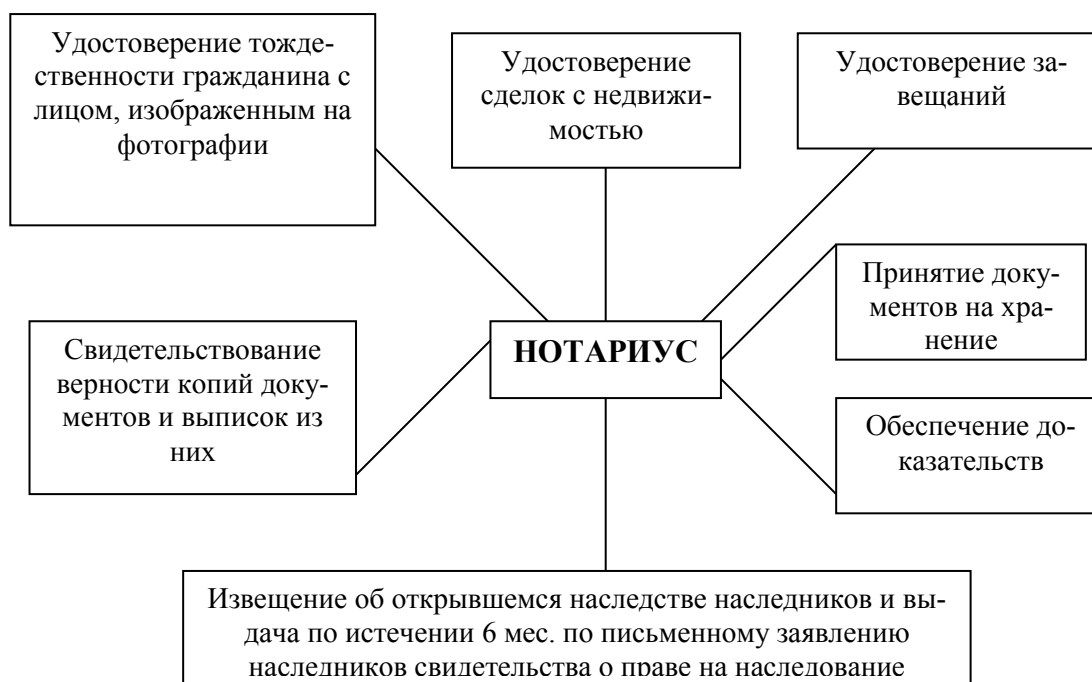 Удостоверение тожде-
ственности гражданина с
лицом, изображенным на
фотографии
Удостоверение
сделок с недвижи-
мостью
Удостоверение за-
вещаний
Принятие доку-
ментов на хра-
нение
НОТАРИУС
Свидетельствование
верности копий доку-
ментов и выписок из
них
Обеспечение до-
казательств
Извещение об открывшемся наследстве наследников и вы-
дача по истечении 6 мес. по письменному заявлению
наследников свидетельства о праве на наследование